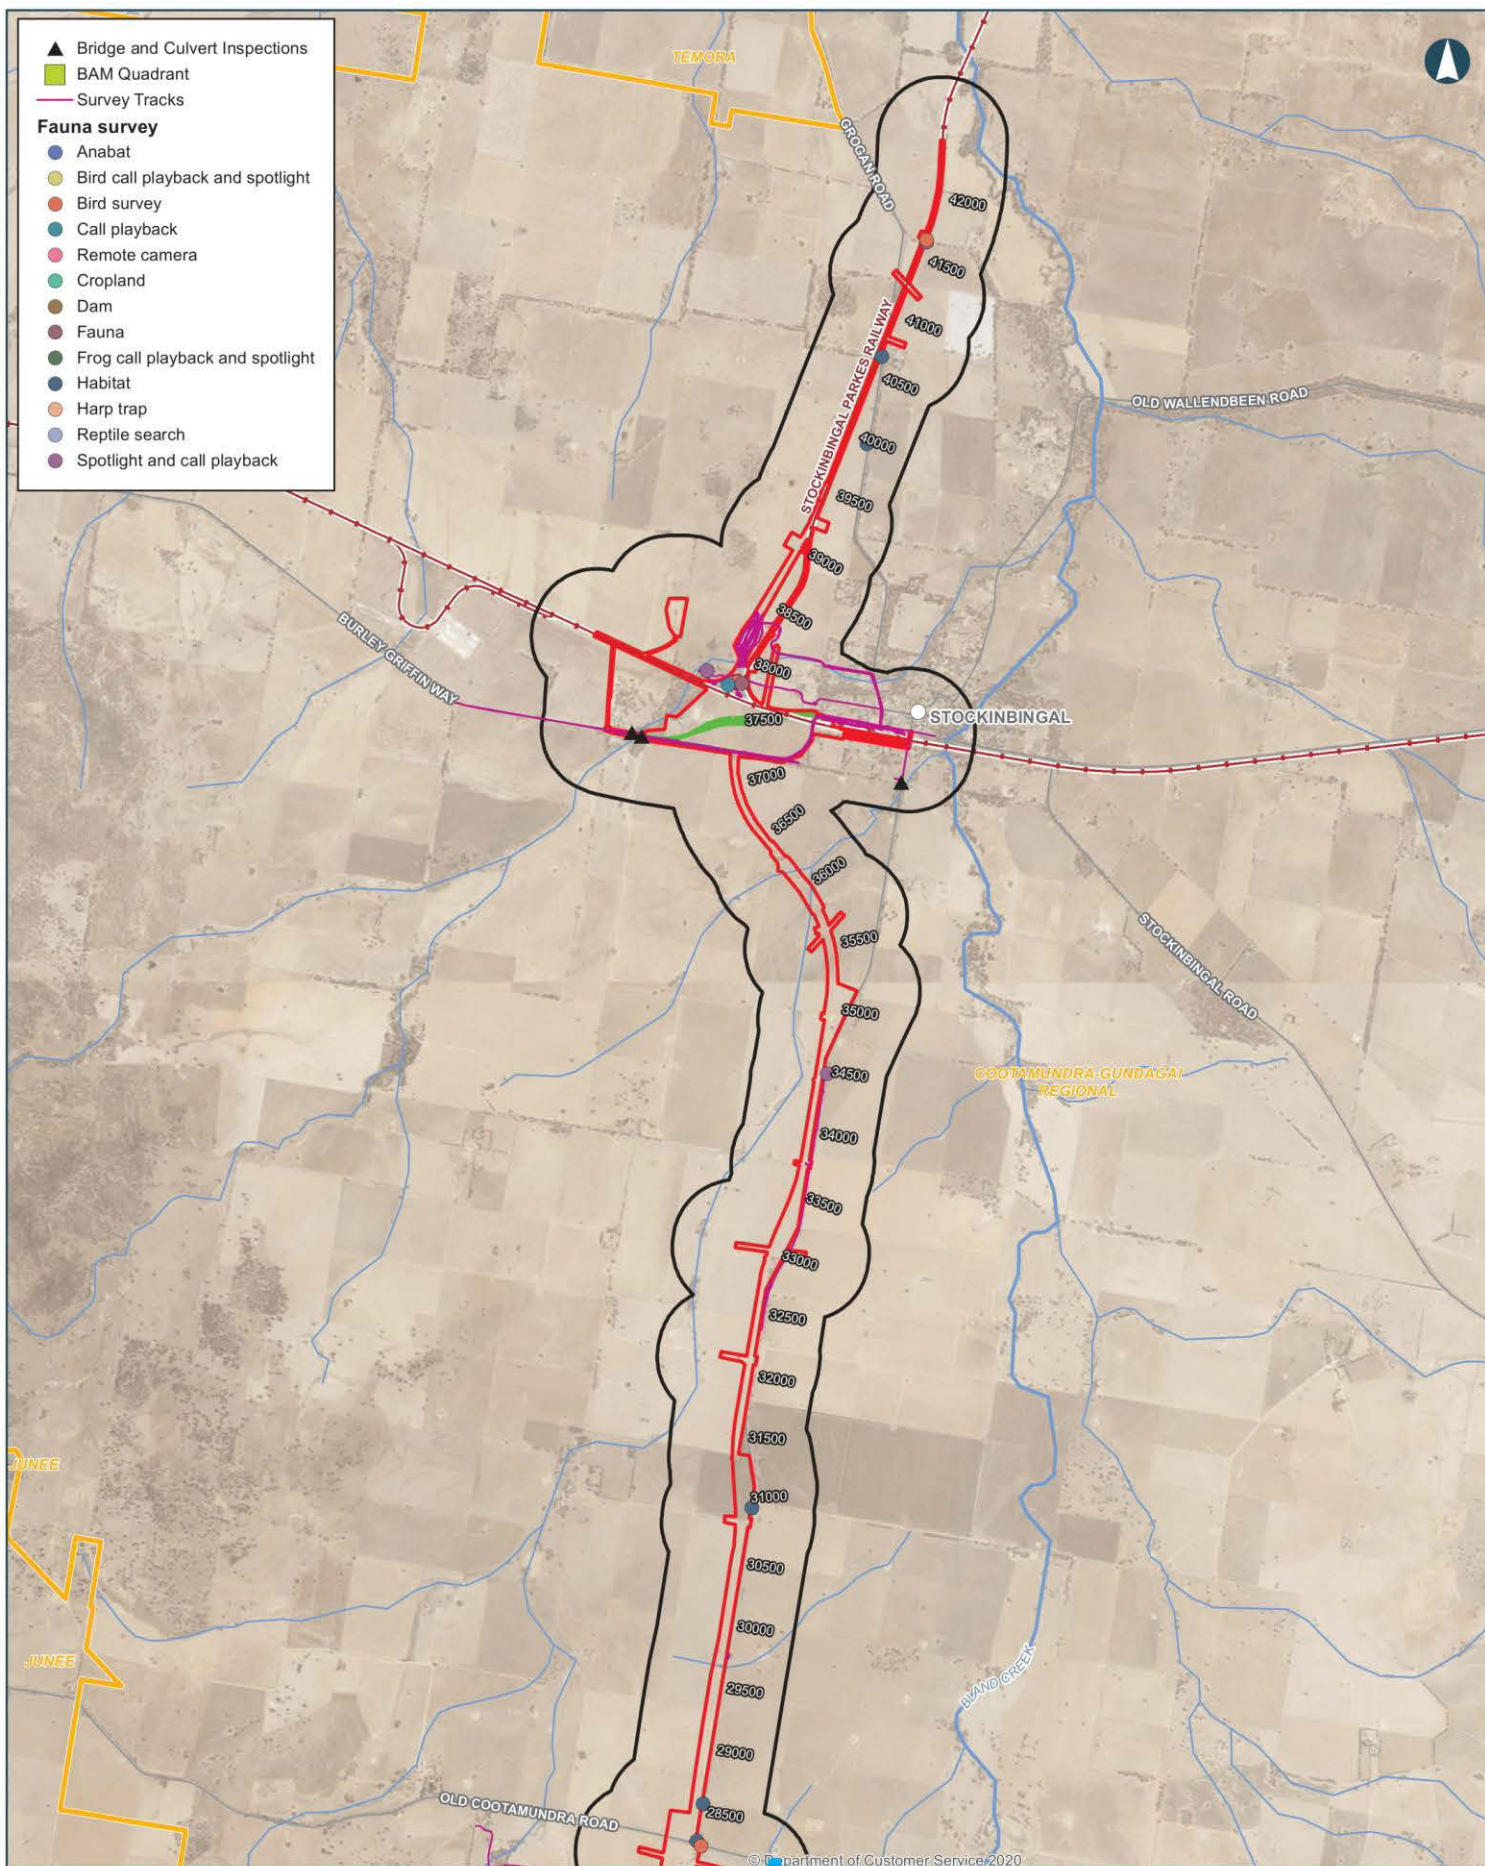 Bridge and Culvert Inspections
BAM Quadrant
Survey Tracks
Fauna survey
Anabat
Bird call playback and spotlight
Bird survey
Call playback
Remote camera
Cropland
Dam
Fauna
Frog call playback and spotlight
Habitat
Harp trap
Reptile search
Spotlight and call playback
TEMORA
GROGAN ROAD
42000
41500
41000
STOCKINBINGAL PARKES RAILWAY
40500
OLD WALLENDBEEN ROAD
40000
39500
39000
38500
BURLEY GRIFFIN WAY
38000
37500
STOCKINBINGAL
37000
36500
36000
35500
STOCKINBINGAL ROAD
35000
34500
COOTAMUNDRA-GUNDAGAI
REGIONAL
34000
33500
33000
32500
32000
31500
JUNEE
31000
30500
30000
JUNEE
29500
BLAND CREEK
29000
OLD COOTAMUNDRA ROAD
28500
© Department of Customer Service 2020